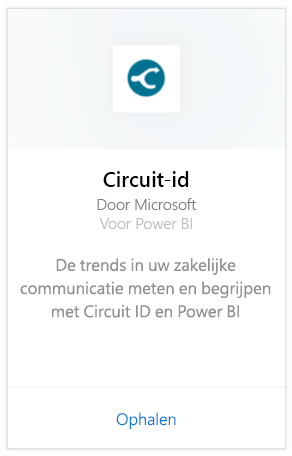 Circuit-id
Door Microsoft
Voor Power BI
De trends in uw zakelijke
communicatie meten en begrijpen
met Circuit ID en Power BI
Ophalen